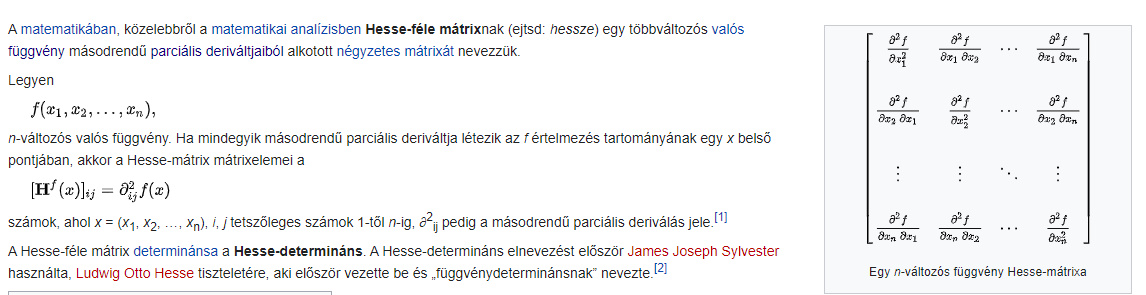 A matematikában, közelebbről a matematikai analízisben Hesse-féle mátrixnak (ejtsd: hessze) egy többváltozós valós
függvény másodrendű parciális deriváltjaiból alkotott négyzetes mátrixát nevezzük.
Legyen
f(x₁, x₂, . . . , xₙ),
n-változós valós függvény. Ha mindegyik másodrendű parciális deriváltja létezik az f értelmezés tartományának egy x belső
pontjában, akkor a Hesse-mátrix mátrixelemei a
[Hᶠ(x)]ᵢⱼ = ∂²ᵢⱼf(x)
számok, ahol x = (x₁, x₂, …, xₙ), i, j tetszőleges számok 1-től n-ig, ∂²ᵢⱼ pedig a másodrendű parciális deriválás jele.[1]
A Hesse-féle mátrix determinánsa a Hesse-determináns. A Hesse-determináns elnevezést először James Joseph Sylvester
használta, Ludwig Otto Hesse tiszteletére, aki először vezette be és „függvénydeterminánsnak” nevezte.[2]
∂²f/∂x₁² ∂²f/∂x₁ ∂x₂ ⋯ ∂²f/∂x₁ ∂xₙ
∂²f/∂x₂ ∂x₁ ∂²f/∂x₂² ⋯ ∂²f/∂x₂ ∂xₙ
⋮ ⋮ ⋱ ⋮
∂²f/∂xₙ ∂x₁ ∂²f/∂xₙ ∂x₂ ⋯ ∂²f/∂xₙ²
Egy n-változós függvény Hesse-mátrixa